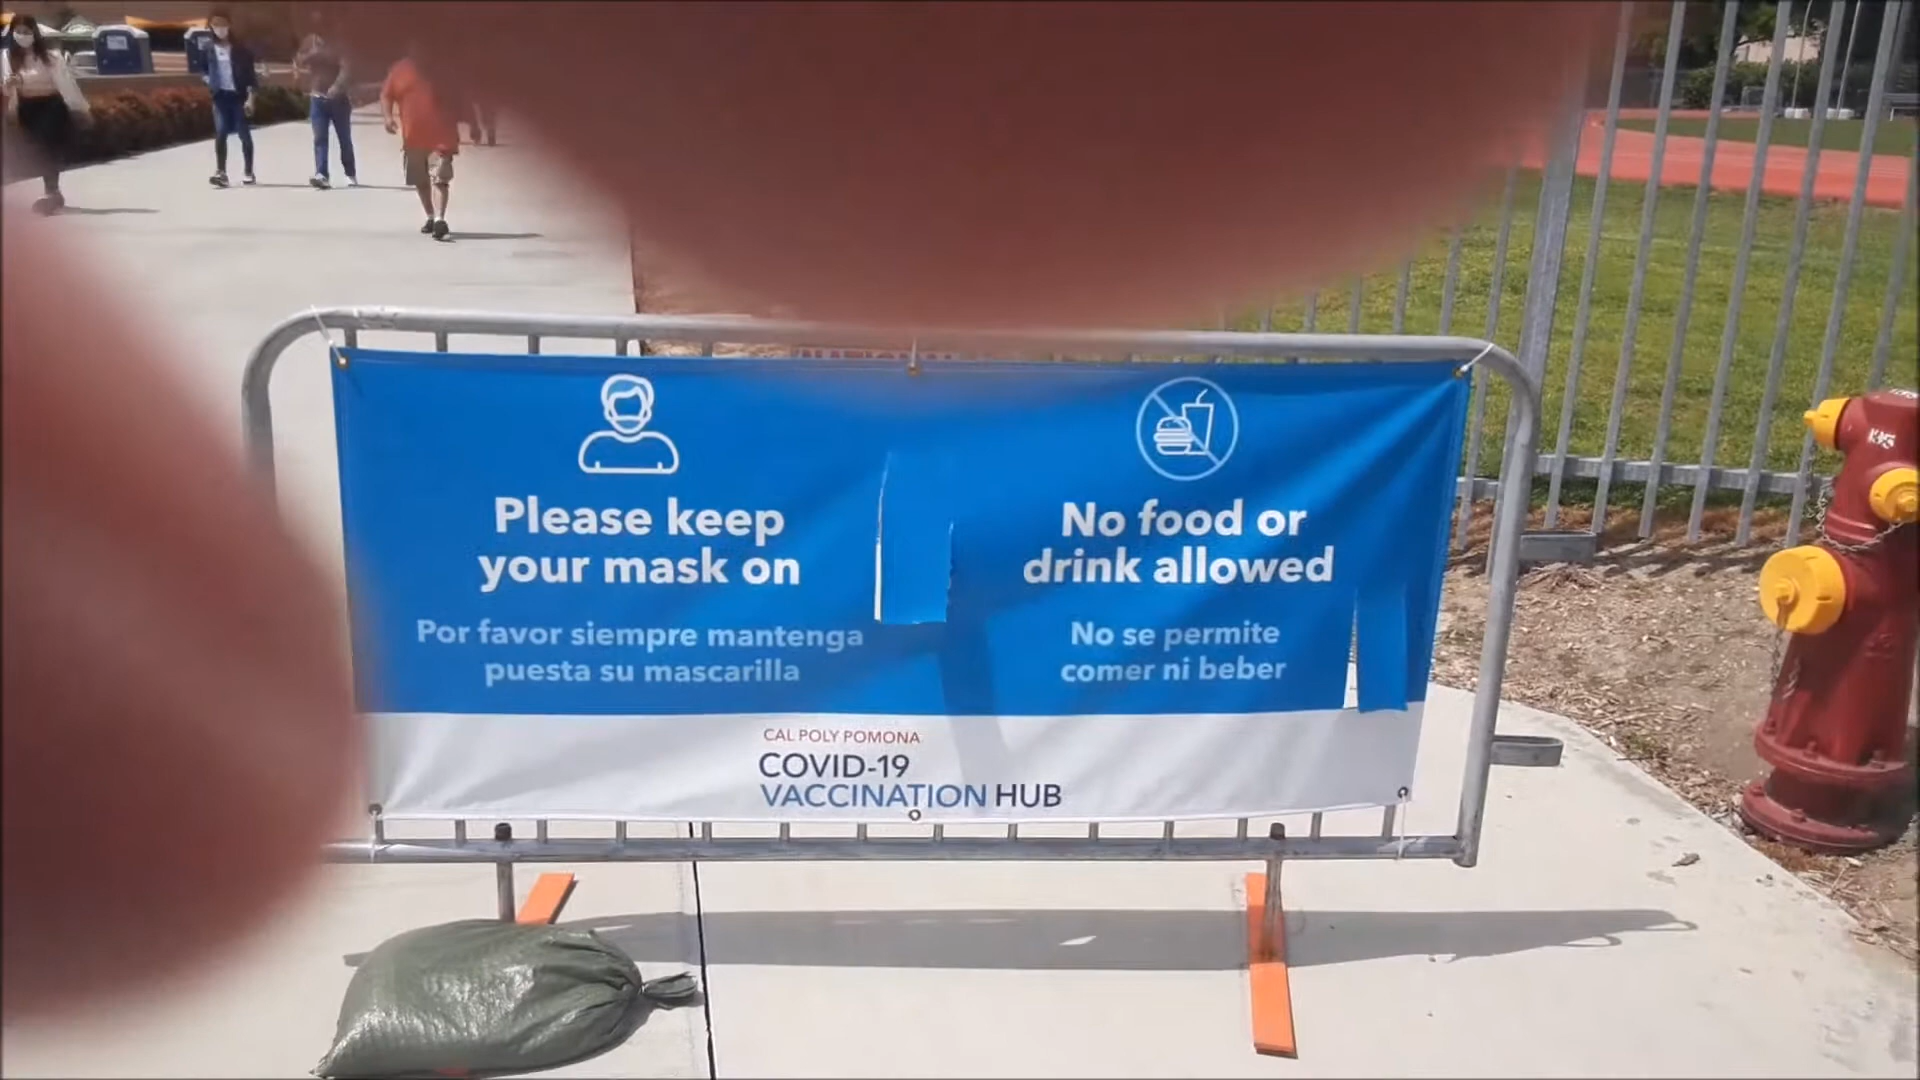 Please keep
your mask on
Por favor siempre mantenga
puesta su mascarilla
No food or
drink allowed
No se permite
comer ni beber
CAL POLY POMONA
COVID-19
VACCINATION HUB